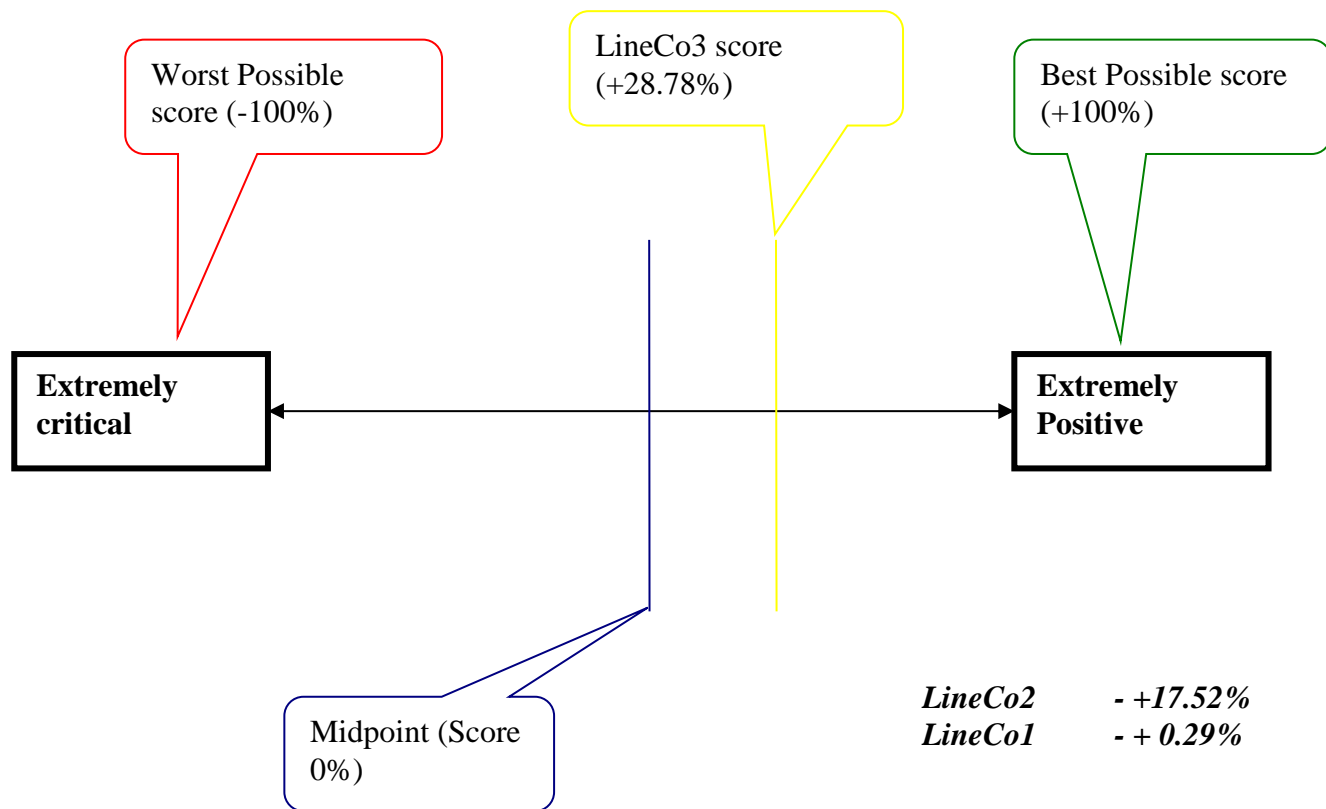 Worst Possible
score (-100%)
LineCo3 score
(+28.78%)
Best Possible score
(+100%)
Extremely
critical
Extremely
Positive
Midpoint (Score
0%)
LineCo2 - +17.52%
LineCo1 - + 0.29%